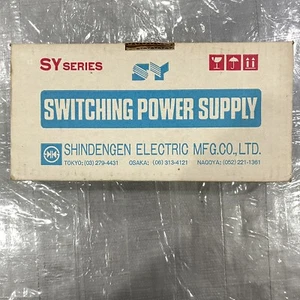 SY SERIES
SY
SWITCHING POWER SUPPLY
SHINDENGEN ELECTRIC MFG.CO.,LTD.
TOKYO: (03) 279-4431 OSAKA: (06) 313-4121 NAGOYA: (052) 221-1361